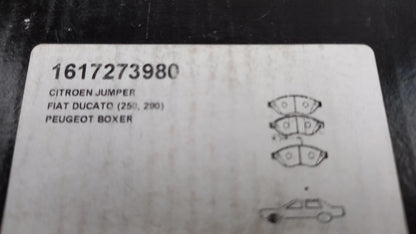 1617273980
CITROEN JUMPER
FIAT DUCATO (250, 290)
PEUGEOT BOXER